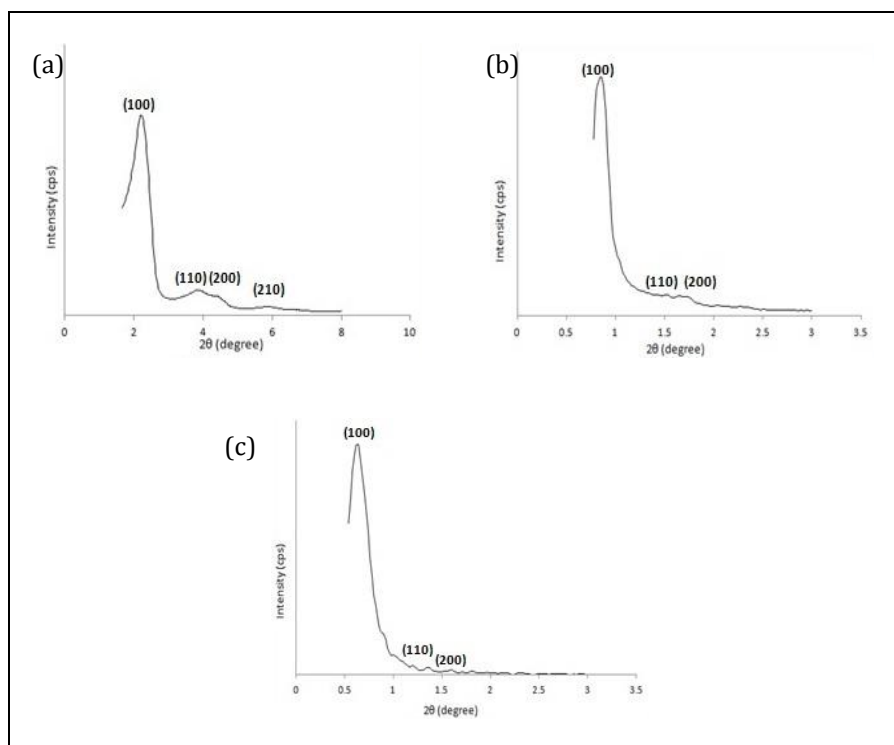 (a)
(100)
(110) (200)
(210)
Intensity (cps)
0 2 4 6 8 10
2θ (degree)
(b)
(100)
(110) (200)
Intensity (cps)
0 0.5 1 1.5 2 2.5 3 3.5
2θ (degree)
(c)
(100)
(110) (200)
Intensity (cps)
0 0.5 1 1.5 2 2.5 3 3.5
2θ (degree)